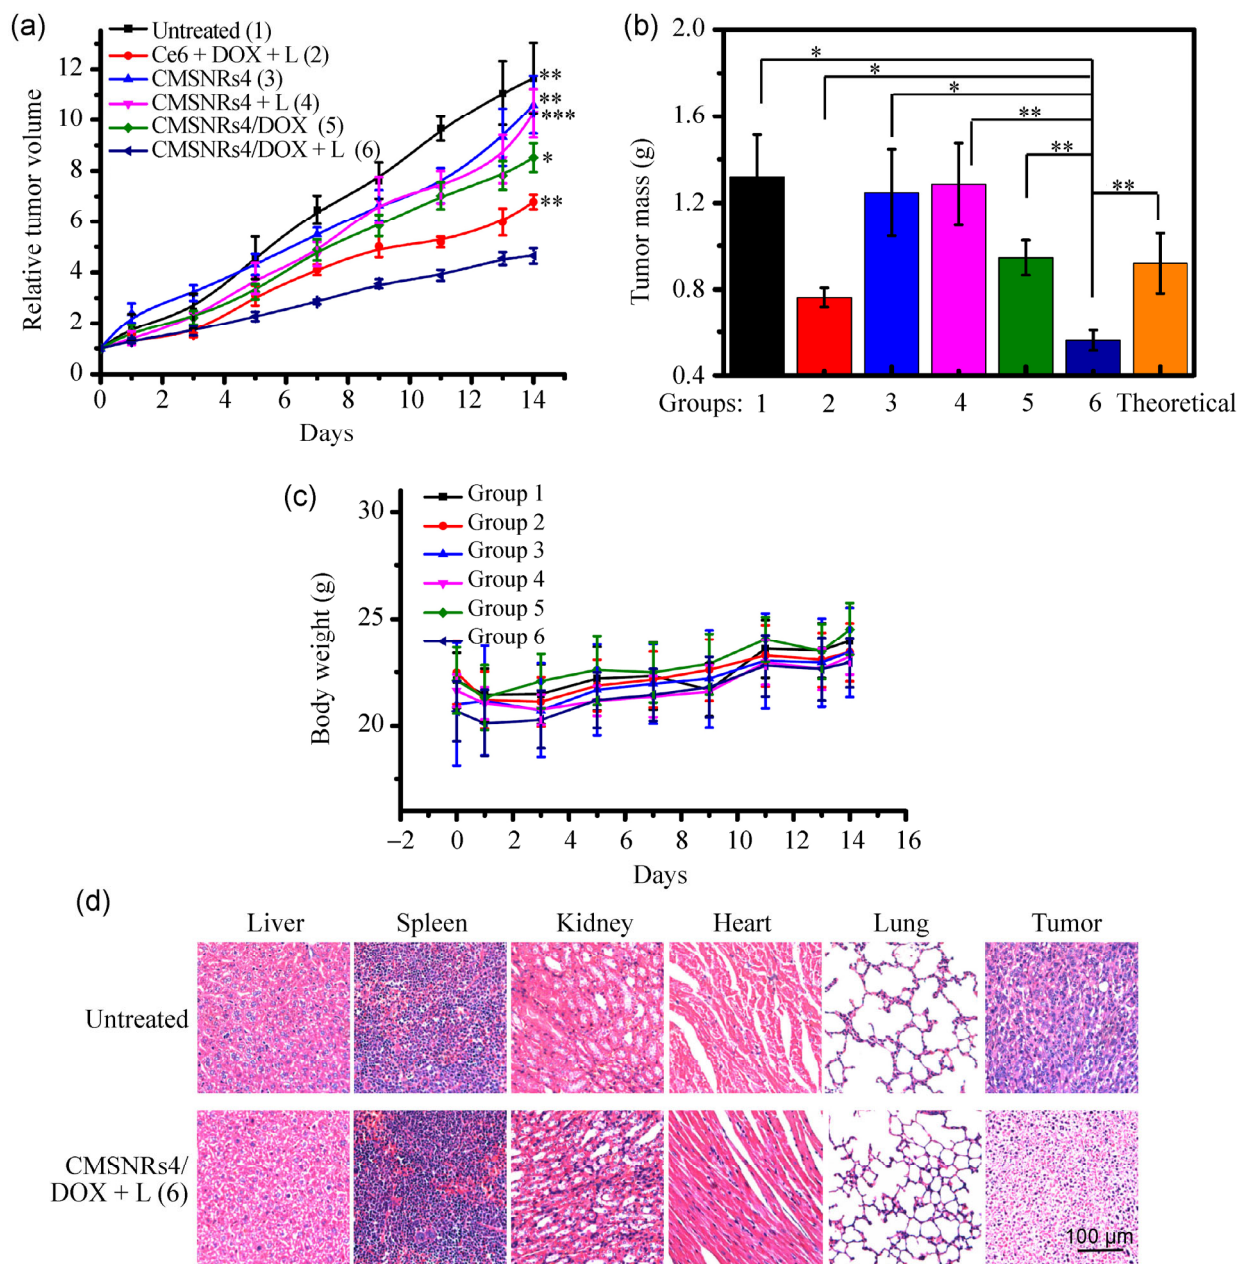 (a)
Untreated (1)
Ce6 + DOX + L (2)
CMSNRs4 (3)
CMSNRs4 + L (4)
CMSNRs4/DOX (5)
CMSNRs4/DOX + L (6)
12
10
8
6
4
2
0
Relative tumor volume
**
**
***
*
**
0 2 4 6 8 10 12 14
Days
(b)
2.0
1.6
1.2
0.8
0.4
Tumor mass (g)
*
*
*
**
**
**
Groups: 1 2 3 4 5 6 Theoretical
(c)
Group 1
Group 2
Group 3
Group 4
Group 5
Group 6
30
25
20
Body weight (g)
−2 0 2 4 6 8 10 12 14 16
Days
(d)
Liver Spleen Kidney Heart Lung Tumor
Untreated
CMSNRs4/
DOX + L (6)
100 μm